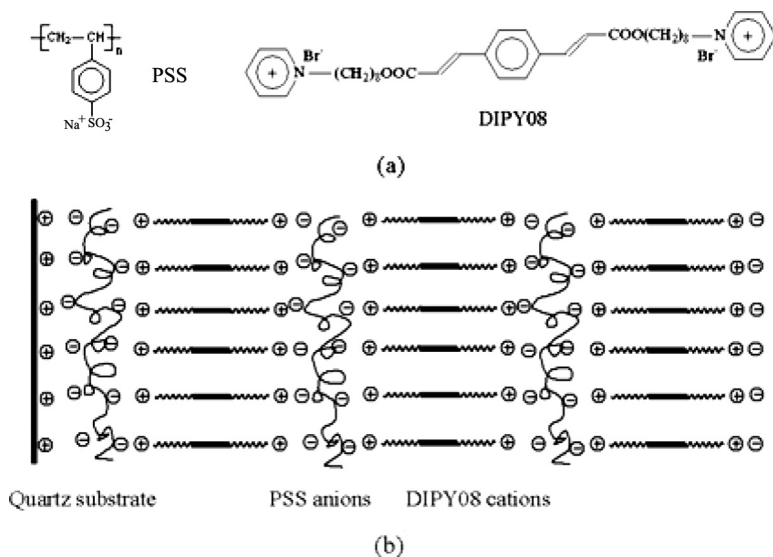 [CH₂ — CH]n
PSS
Na⁺ SO₃⁻
+ N Br⁻ —(CH₂)₈OOC
COO(CH₂)₈— N + Br⁻
DIPY08
(a)
Quartz substrate PSS anions DIPY08 cations
(b)